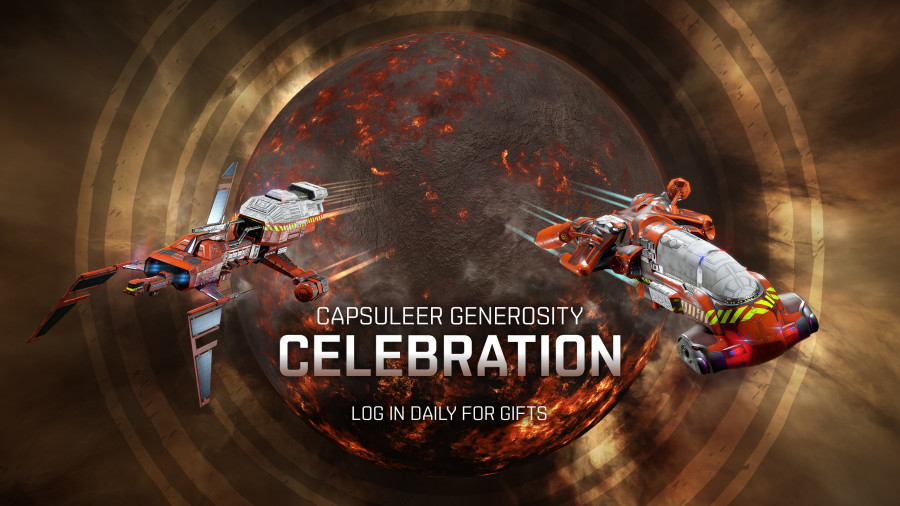 CAPSULEER GENEROSITY
CELEBRATION
LOG IN DAILY FOR GIFTS